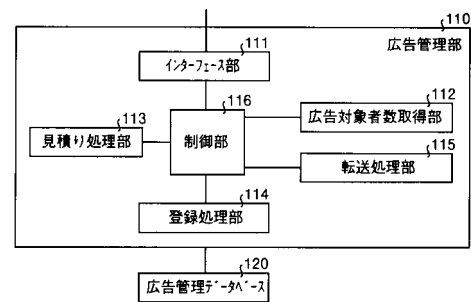 110
広告管理部
111
インターフェース部
116
制御部
112
広告対象者数取得部
113
見積り処理部
115
転送処理部
114
登録処理部
120
広告管理データベース